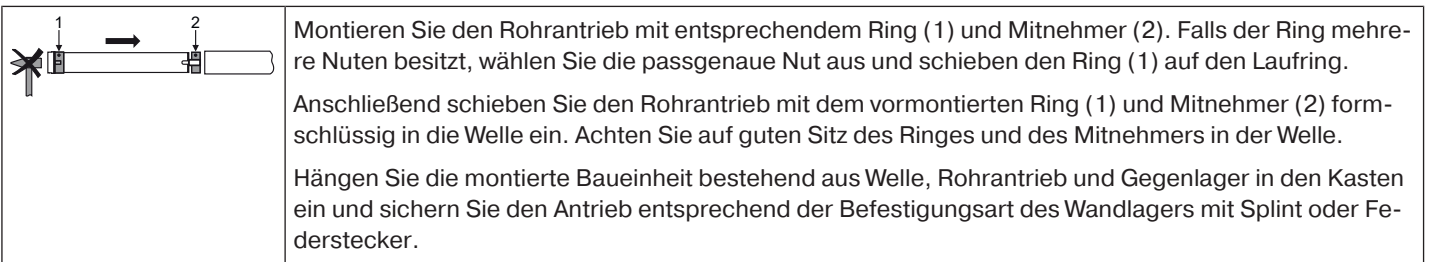 1 2
Montieren Sie den Rohrantrieb mit entsprechendem Ring (1) und Mitnehmer (2). Falls der Ring mehre-
re Nuten besitzt, wählen Sie die passgenaue Nut aus und schieben den Ring (1) auf den Laufring.
Anschließend schieben Sie den Rohrantrieb mit dem vormontierten Ring (1) und Mitnehmer (2) form-
schlüssig in die Welle ein. Achten Sie auf guten Sitz des Ringes und des Mitnehmers in der Welle.
Hängen Sie die montierte Baueinheit bestehend aus Welle, Rohrantrieb und Gegenlager in den Kasten
ein und sichern Sie den Antrieb entsprechend der Befestigungsart des Wandlagers mit Splint oder Fe-
derstecker.